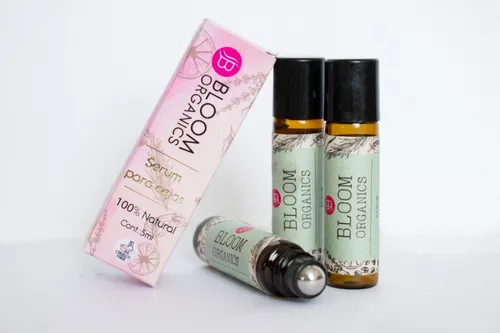 BLOOM
ORGANICS
Serum
para cejas
100% Natural
Cont. 5ml
BLOOM
ORGANICS
BLOOM
ORGANICS
BLOOM
ORGANICS